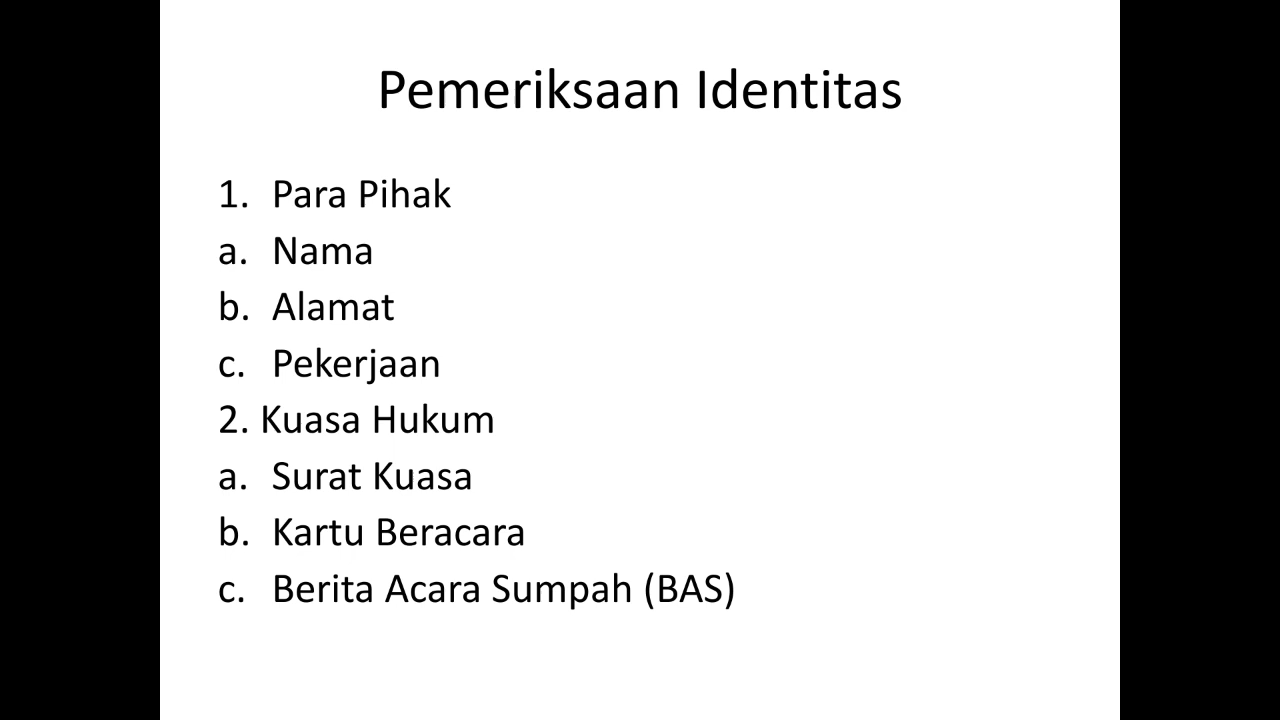 Pemeriksaan Identitas
1. Para Pihak
a. Nama
b. Alamat
c. Pekerjaan
2. Kuasa Hukum
a. Surat Kuasa
b. Kartu Beracara
c. Berita Acara Sumpah (BAS)